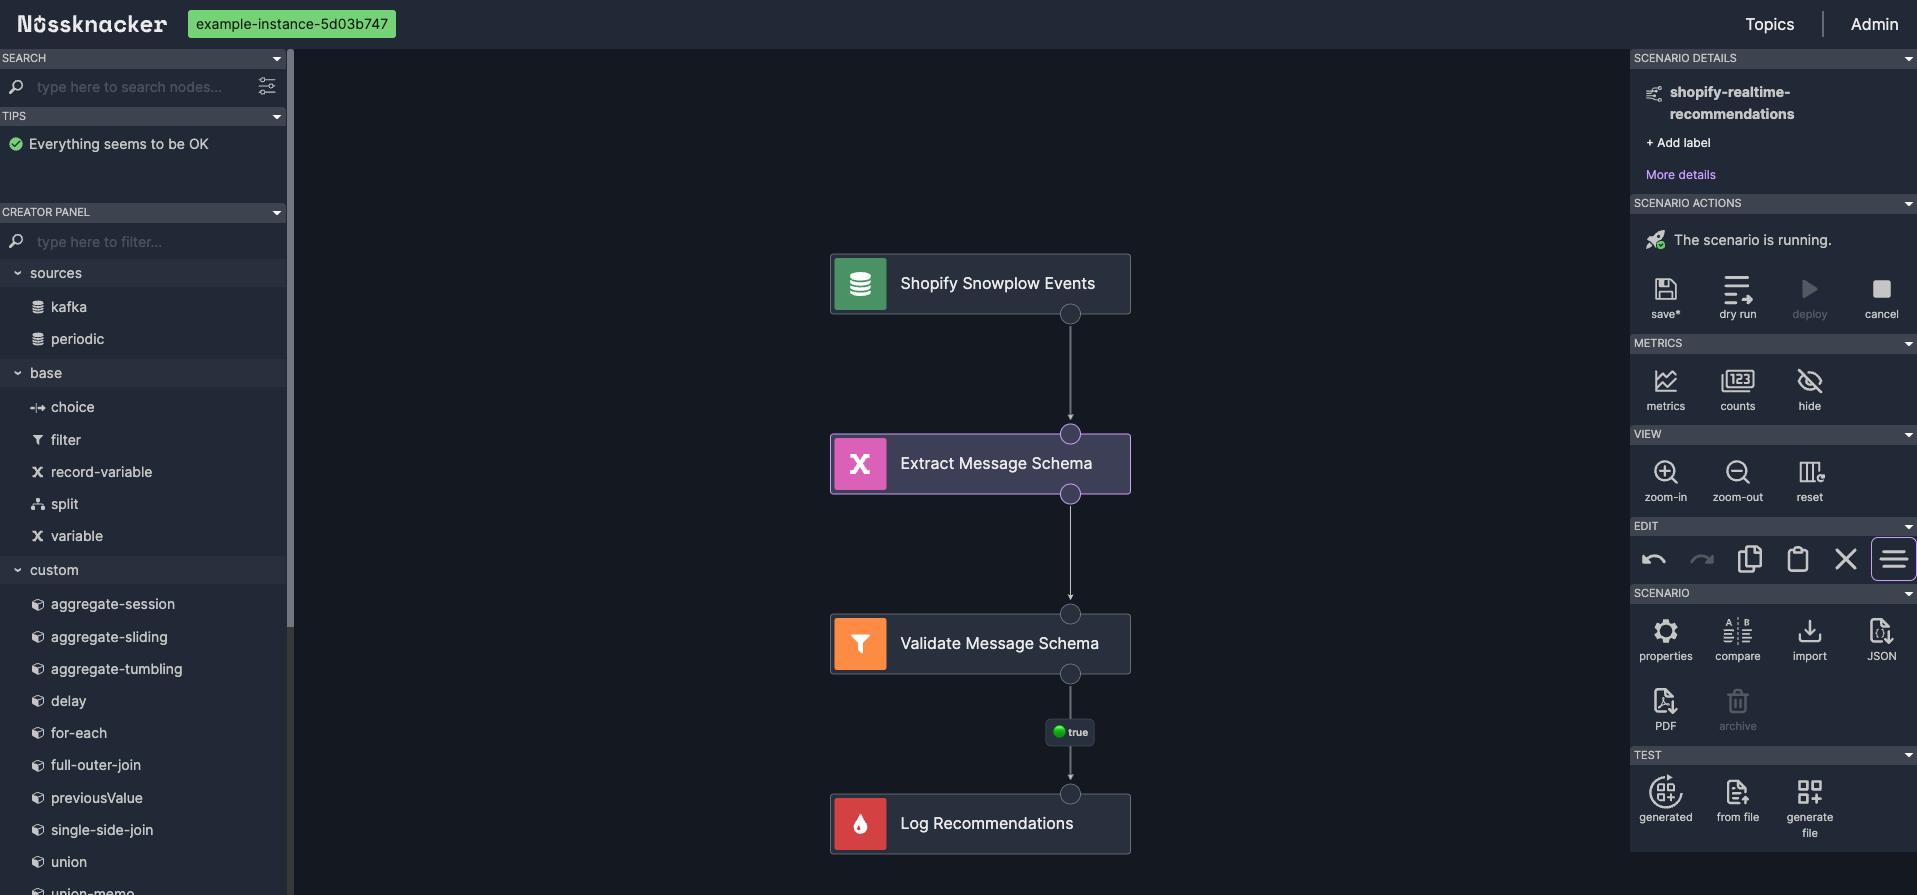 Nussknacker
example-instance-5d03b747
Topics
Admin
SEARCH
type here to search nodes...
TIPS
Everything seems to be OK
CREATOR PANEL
type here to filter...
sources
kafka
periodic
base
choice
filter
record-variable
split
variable
custom
aggregate-session
aggregate-sliding
aggregate-tumbling
delay
for-each
full-outer-join
previousValue
single-side-join
union
union-memo
Shopify Snowplow Events
Extract Message Schema
Validate Message Schema
true
Log Recommendations
SCENARIO DETAILS
shopify-realtime-
recommendations
+ Add label
More details
SCENARIO ACTIONS
The scenario is running.
save* dry run deploy cancel
METRICS
123
metrics counts hide
VIEW
zoom-in zoom-out reset
EDIT
SCENARIO
A B
properties compare import JSON
PDF archive
TEST
generated from file generate
file